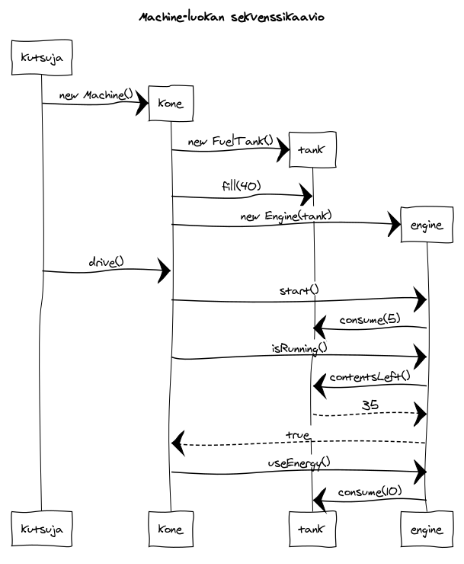 Machine-luokan sekvenssikaavio
Kutsuja
new Machine()
Kone
new FuelTank()
tank
fill(40)
new Engine(tank)
engine
drive()
start()
consume(5)
isRunning()
contentsLeft()
35
true
useEnergy()
consume(10)
Kutsuja
Kone
tank
engine